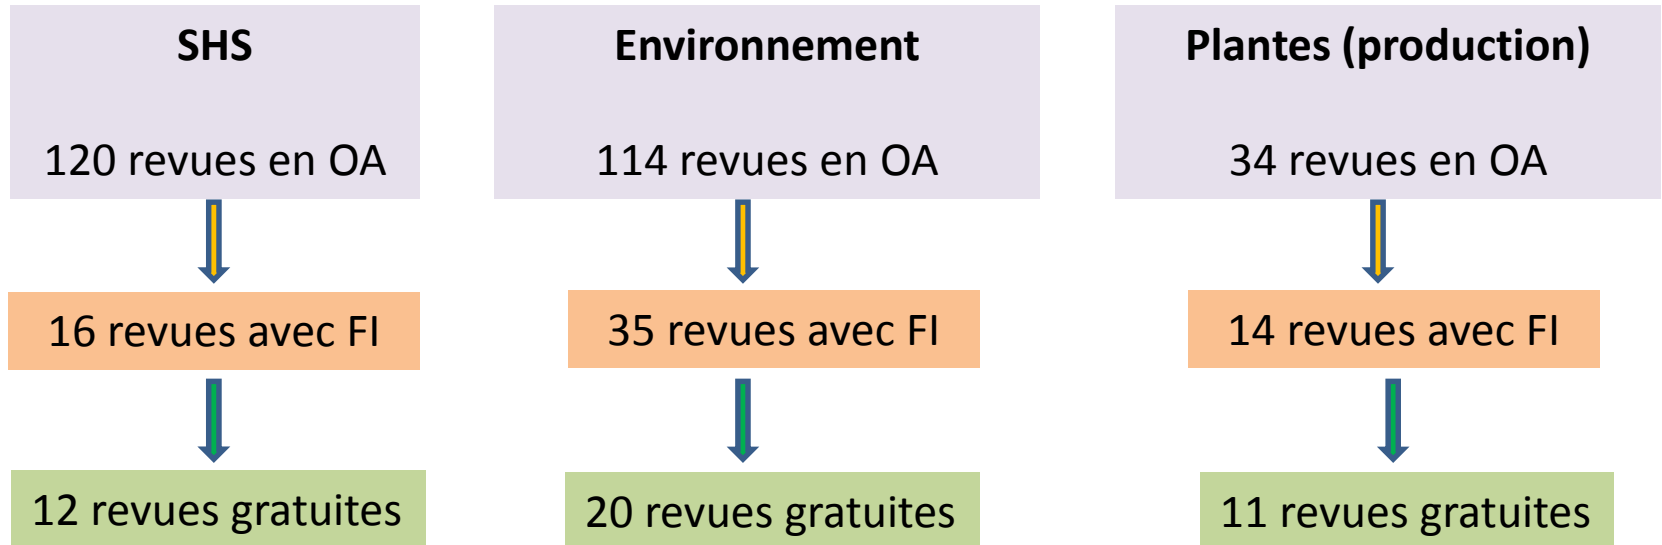 SHS
120 revues en OA
16 revues avec FI
12 revues gratuites
Environnement
114 revues en OA
35 revues avec FI
20 revues gratuites
Plantes (production)
34 revues en OA
14 revues avec FI
11 revues gratuites